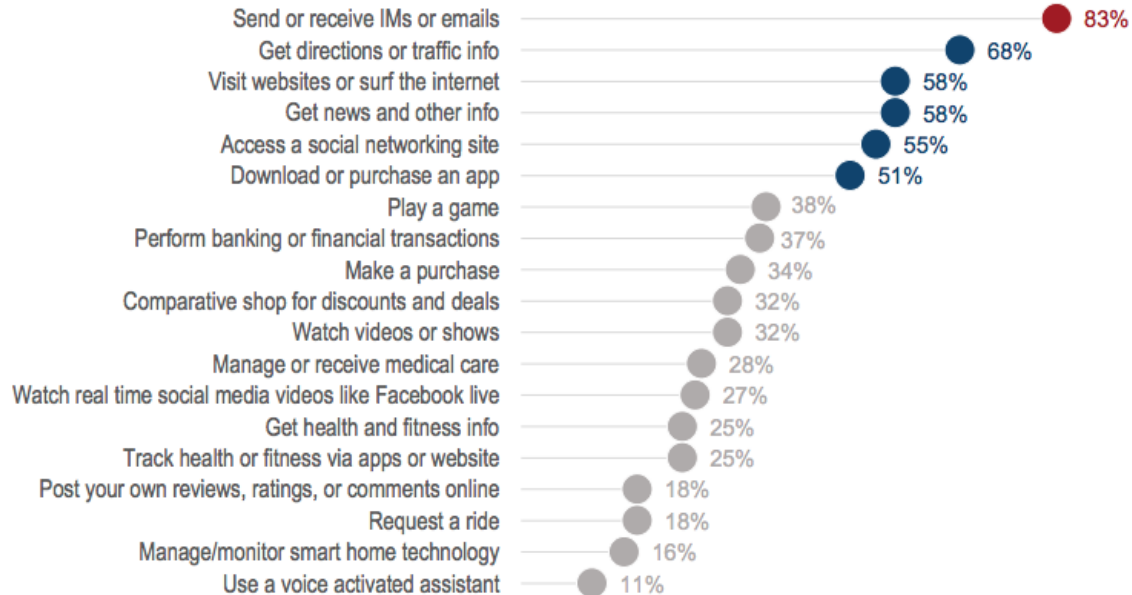 Send or receive IMs or emails 83%
Get directions or traffic info 68%
Visit websites or surf the internet 58%
Get news and other info 58%
Access a social networking site 55%
Download or purchase an app 51%
Play a game 38%
Perform banking or financial transactions 37%
Make a purchase 34%
Comparative shop for discounts and deals 32%
Watch videos or shows 32%
Manage or receive medical care 28%
Watch real time social media videos like Facebook live 27%
Get health and fitness info 25%
Track health or fitness via apps or website 25%
Post your own reviews, ratings, or comments online 18%
Request a ride 18%
Manage/monitor smart home technology 16%
Use a voice activated assistant 11%